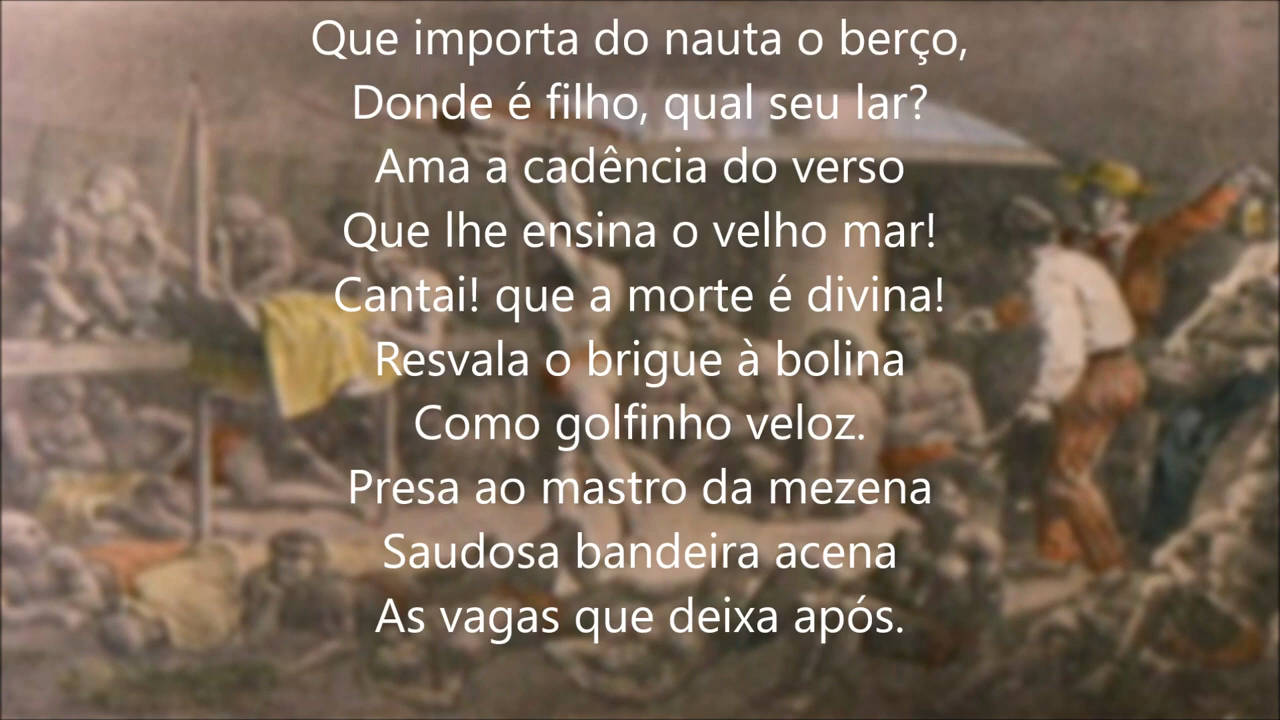 Que importa do nauta o berço,
Donde é filho, qual seu lar?
Ama a cadência do verso
Que lhe ensina o velho mar!
Cantai! que a morte é divina!
Resvala o brigue à bolina
Como golfinho veloz.
Presa ao mastro da mezena
Saudosa bandeira acena
As vagas que deixa após.